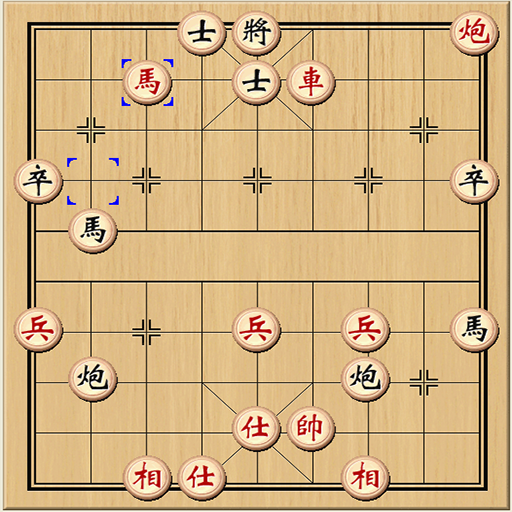 士 將 炮
馬 士 車
卒 卒
馬
兵 兵 兵 馬
炮 炮
仕 帥
相 仕 相